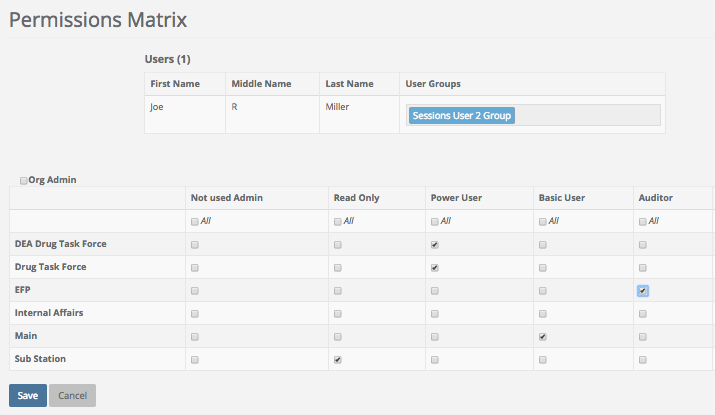 Permissions Matrix
Users (1)
First Name Middle Name Last Name User Groups
Joe R Miller Sessions User 2 Group
Org Admin
Not used Admin Read Only Power User Basic User Auditor
All All All All All
DEA Drug Task Force
Drug Task Force
EFP
Internal Affairs
Main
Sub Station
Save Cancel